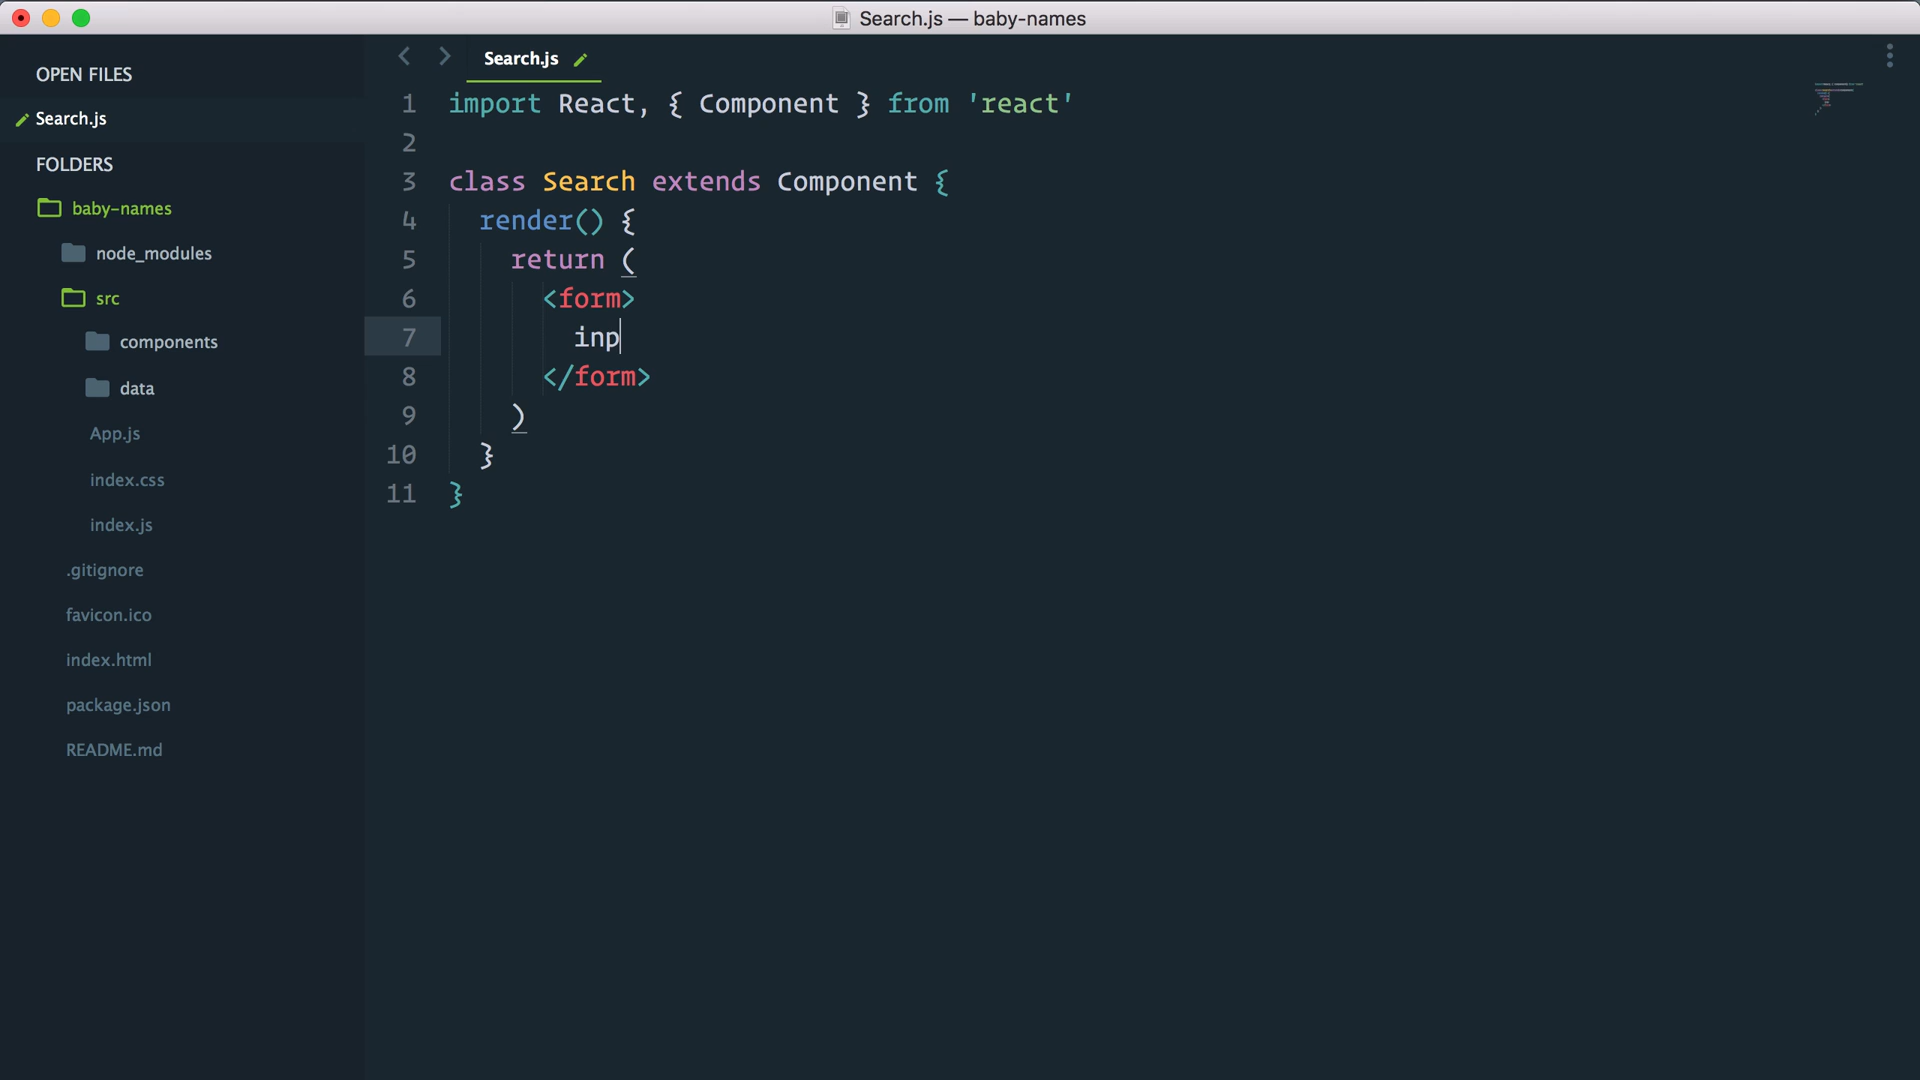 Search.js — baby-names
OPEN FILES
Search.js
FOLDERS
baby-names
node_modules
src
components
data
App.js
index.css
index.js
.gitignore
favicon.ico
index.html
package.json
README.md
Search.js
1 import React, { Component } from 'react'
2
3 class Search extends Component {
4 render() {
5 return (
6 <form>
7 inp
8 </form>
9 )
10 }
11 }